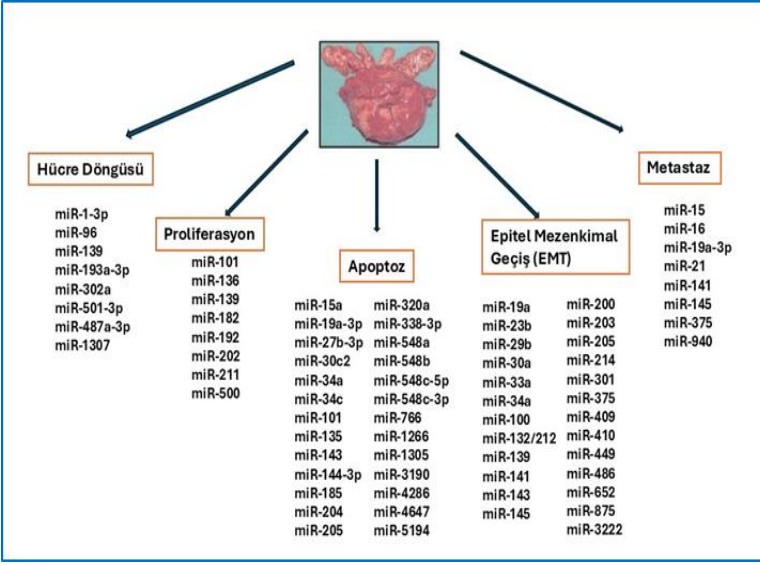 Hücre Döngüsü
miR-1-3p
miR-96
miR-139
miR-193a-3p
miR-302a
miR-501-3p
miR-487a-3p
miR-1307
Proliferasyon
miR-101
miR-136
miR-139
miR-182
miR-192
miR-202
miR-211
miR-500
Apoptoz
miR-15a
miR-19a-3p
miR-27b-3p
miR-30c2
miR-34a
miR-34c
miR-101
miR-135
miR-143
miR-144-3p
miR-185
miR-204
miR-205
miR-320a
miR-338-3p
miR-548a
miR-548b
miR-548c-5p
miR-548c-3p
miR-766
miR-1266
miR-1305
miR-3190
miR-4286
miR-4647
miR-5194
Epitel Mezenkimal
Geçiş (EMT)
miR-19a
miR-23b
miR-29b
miR-30a
miR-33a
miR-34a
miR-100
miR-132/212
miR-139
miR-141
miR-143
miR-145
miR-200
miR-203
miR-205
miR-214
miR-301
miR-375
miR-409
miR-410
miR-449
miR-486
miR-652
miR-875
miR-3222
Metastaz
miR-15
miR-16
miR-19a-3p
miR-21
miR-141
miR-145
miR-375
miR-940